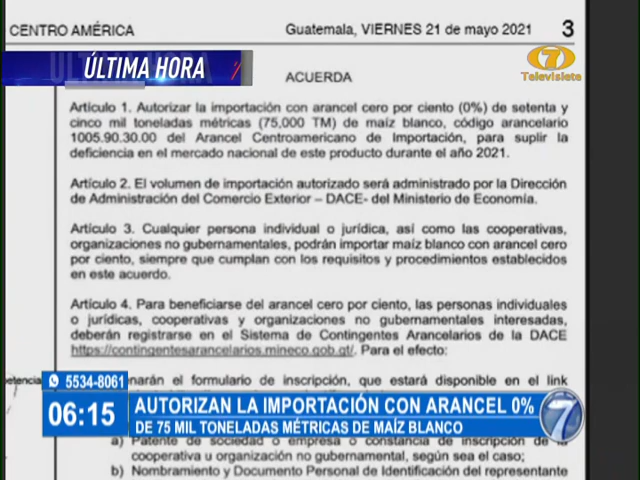 CENTRO AMÉRICA
Guatemala, VIERNES 21 de mayo 2021
3
ÚLTIMA HORA
7
Televisiete
ACUERDA
Artículo 1. Autorizar la importación con arancel cero por ciento (0%) de setenta y
cinco mil toneladas métricas (75,000 TM) de maíz blanco, código arancelario
1005.90.30.00 del Arancel Centroamericano de Importación, para suplir la
deficiencia en el mercado nacional de este producto durante el año 2021.
Artículo 2. El volumen de importación autorizado será administrado por la Dirección
de Administración del Comercio Exterior – DACE- del Ministerio de Economía.
Artículo 3. Cualquier persona individual o jurídica, así como las cooperativas,
organizaciones no gubernamentales, podrán importar maíz blanco con arancel cero
por ciento, siempre que cumplan con los requisitos y procedimientos establecidos
en este acuerdo.
Artículo 4. Para beneficiarse del arancel cero por ciento, las personas individuales
o jurídicas, cooperativas y organizaciones no gubernamentales interesadas,
deberán registrarse en el Sistema de Contingentes Arancelarios de la DACE
https://contingentesarancelarios.mineco.gob.gt/. Para el efecto:
petencia
enarán el formulario de inscripción, que estará disponible en el link
5534-8061
06:15
AUTORIZAN LA IMPORTACIÓN CON ARANCEL 0%
DE 75 MIL TONELADAS MÉTRICAS DE MAÍZ BLANCO
7
a) Patente de sociedad o empresa o constancia de inscripción de la
cooperativa u organización no gubernamental, según sea el caso;
b) Nombramiento y Documento Personal de Identificación del representante